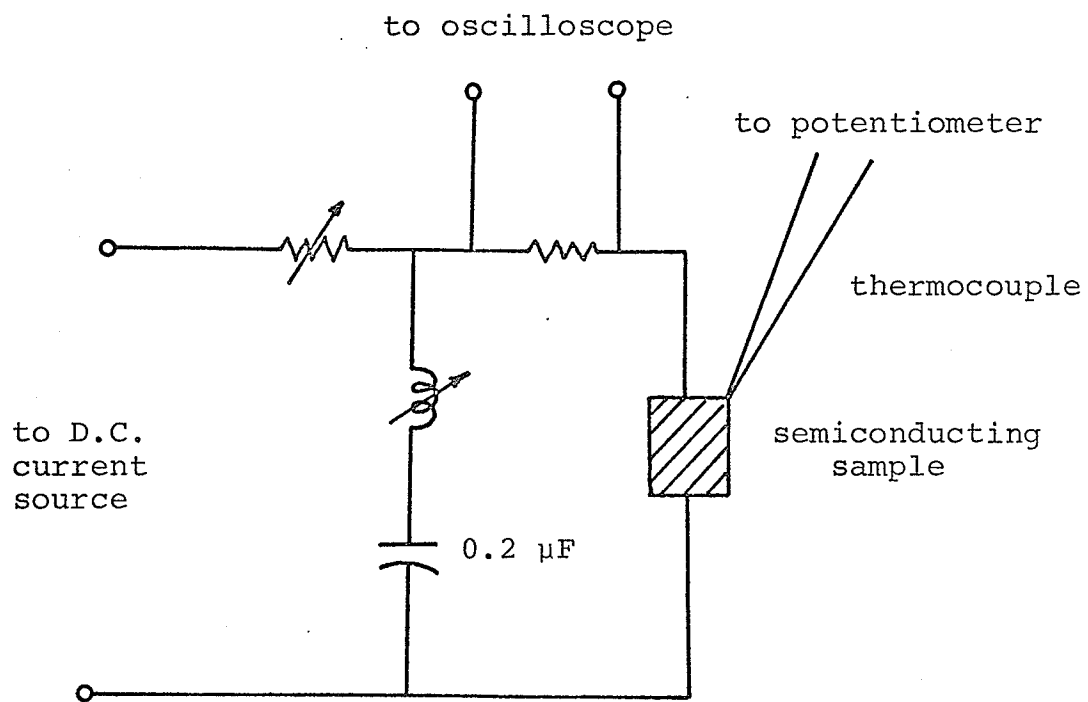 to oscilloscope
to potentiometer
thermocouple
to D.C.
current
source
semiconducting
sample
0.2 µF